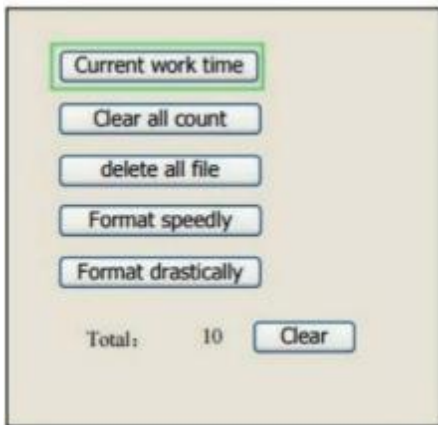 Current work time
Clear all count
delete all file
Format speedly
Format drastically
Total: 10 Clear